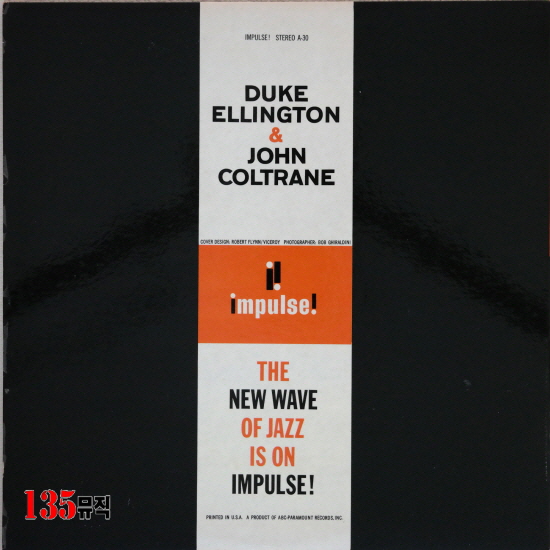 IMPULSE! STEREO A-30
DUKE
ELLINGTON
&
JOHN
COLTRANE
COVER DESIGN: ROBERT FLYNN/VICEROY PHOTOGRAPHER: BOB GHIRALDINI
impulse!
THE
NEW WAVE
OF JAZZ
IS ON
IMPULSE!
135뮤직
PRINTED IN U.S.A. A PRODUCT OF ABC-PARAMOUNT RECORDS, INC.